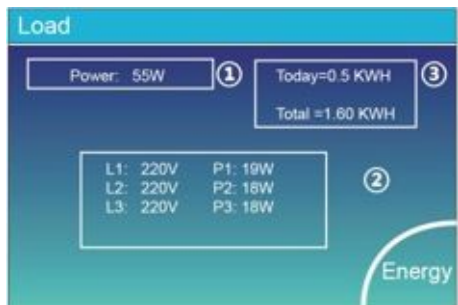 Load
Power: 55W ①
Today=0.5 KWH ③
Total =1.60 KWH
L1: 220V P1: 19W
L2: 220V P2: 18W ②
L3: 220V P3: 18W
Energy